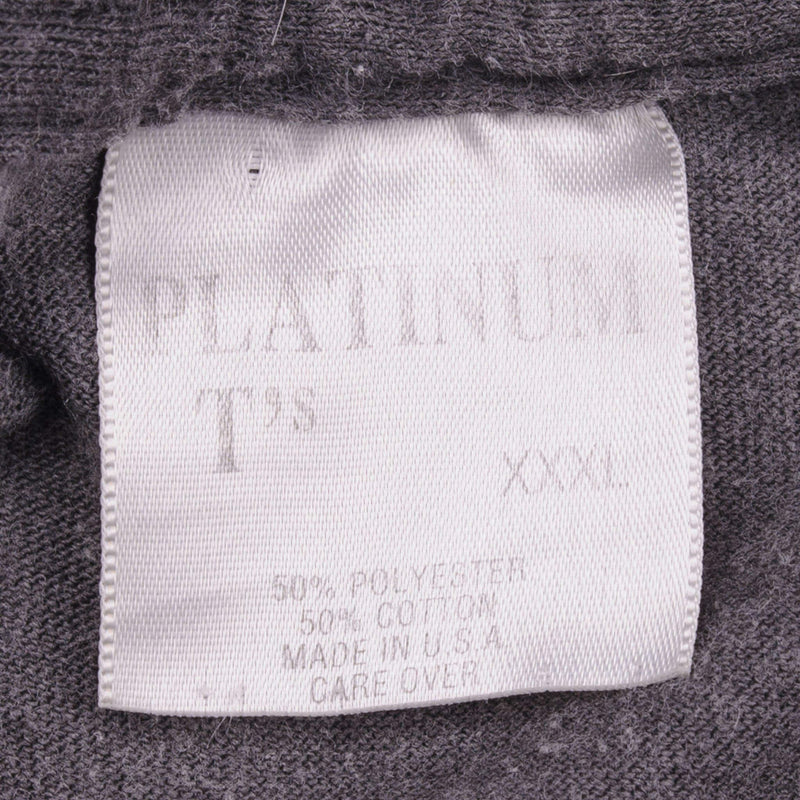 PLATINUM
T's
XXXL
50% POLYESTER
50% COTTON
MADE IN U.S.A.
CARE OVER